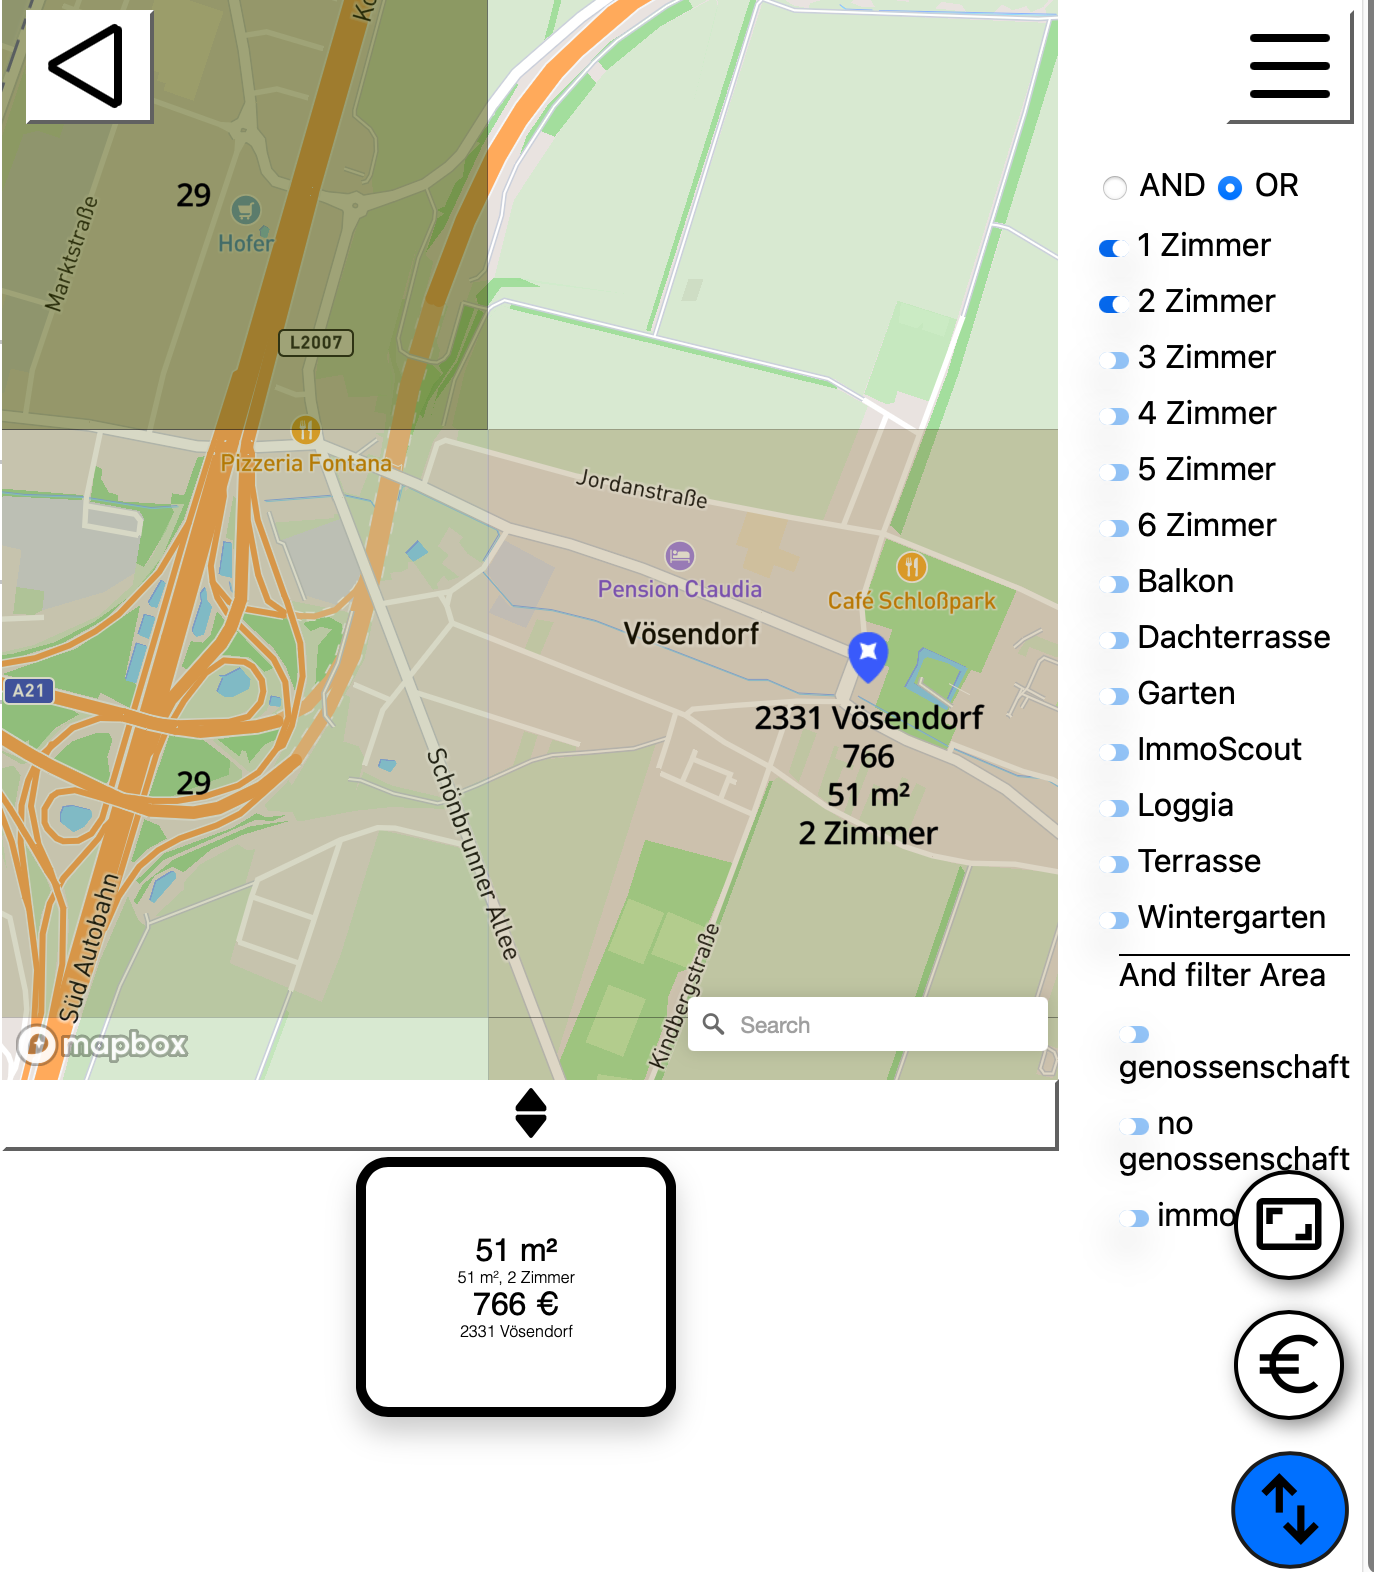 29
Hofer
Marktstraße
L2007
Pizzeria Fontana
Jordanstraße
Pension Claudia
Café Schloßpark
Vösendorf
A21
2331 Vösendorf
766
51 m²
2 Zimmer
29
Schönbrunner Allee
Süd Autobahn
Kindbergstraße
mapbox
Search
AND OR
1 Zimmer
2 Zimmer
3 Zimmer
4 Zimmer
5 Zimmer
6 Zimmer
Balkon
Dachterrasse
Garten
ImmoScout
Loggia
Terrasse
Wintergarten
And filter Area
genossenschaft
no
genossenschaft
immo
51 m²
51 m², 2 Zimmer
766 €
2331 Vösendorf
€